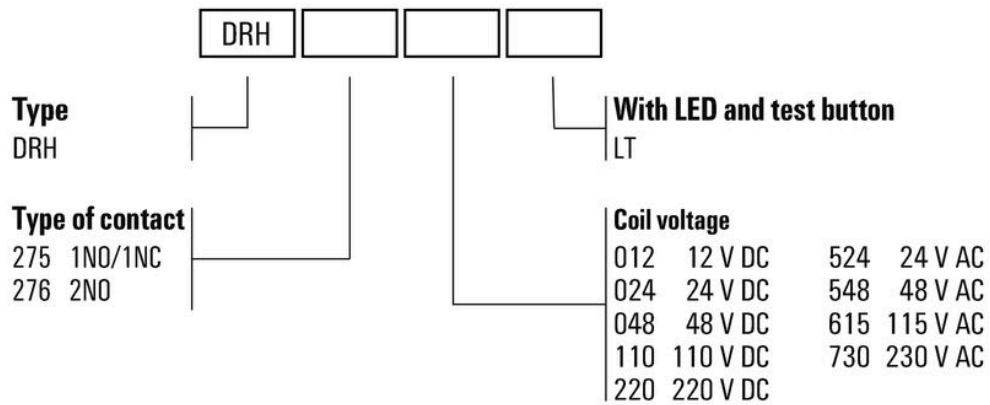 DRH
Type
DRH
With LED and test button
LT
Type of contact
275 1NO/1NC
276 2NO
Coil voltage
012 12 V DC 524 24 V AC
024 24 V DC 548 48 V AC
048 48 V DC 615 115 V AC
110 110 V DC 730 230 V AC
220 220 V DC